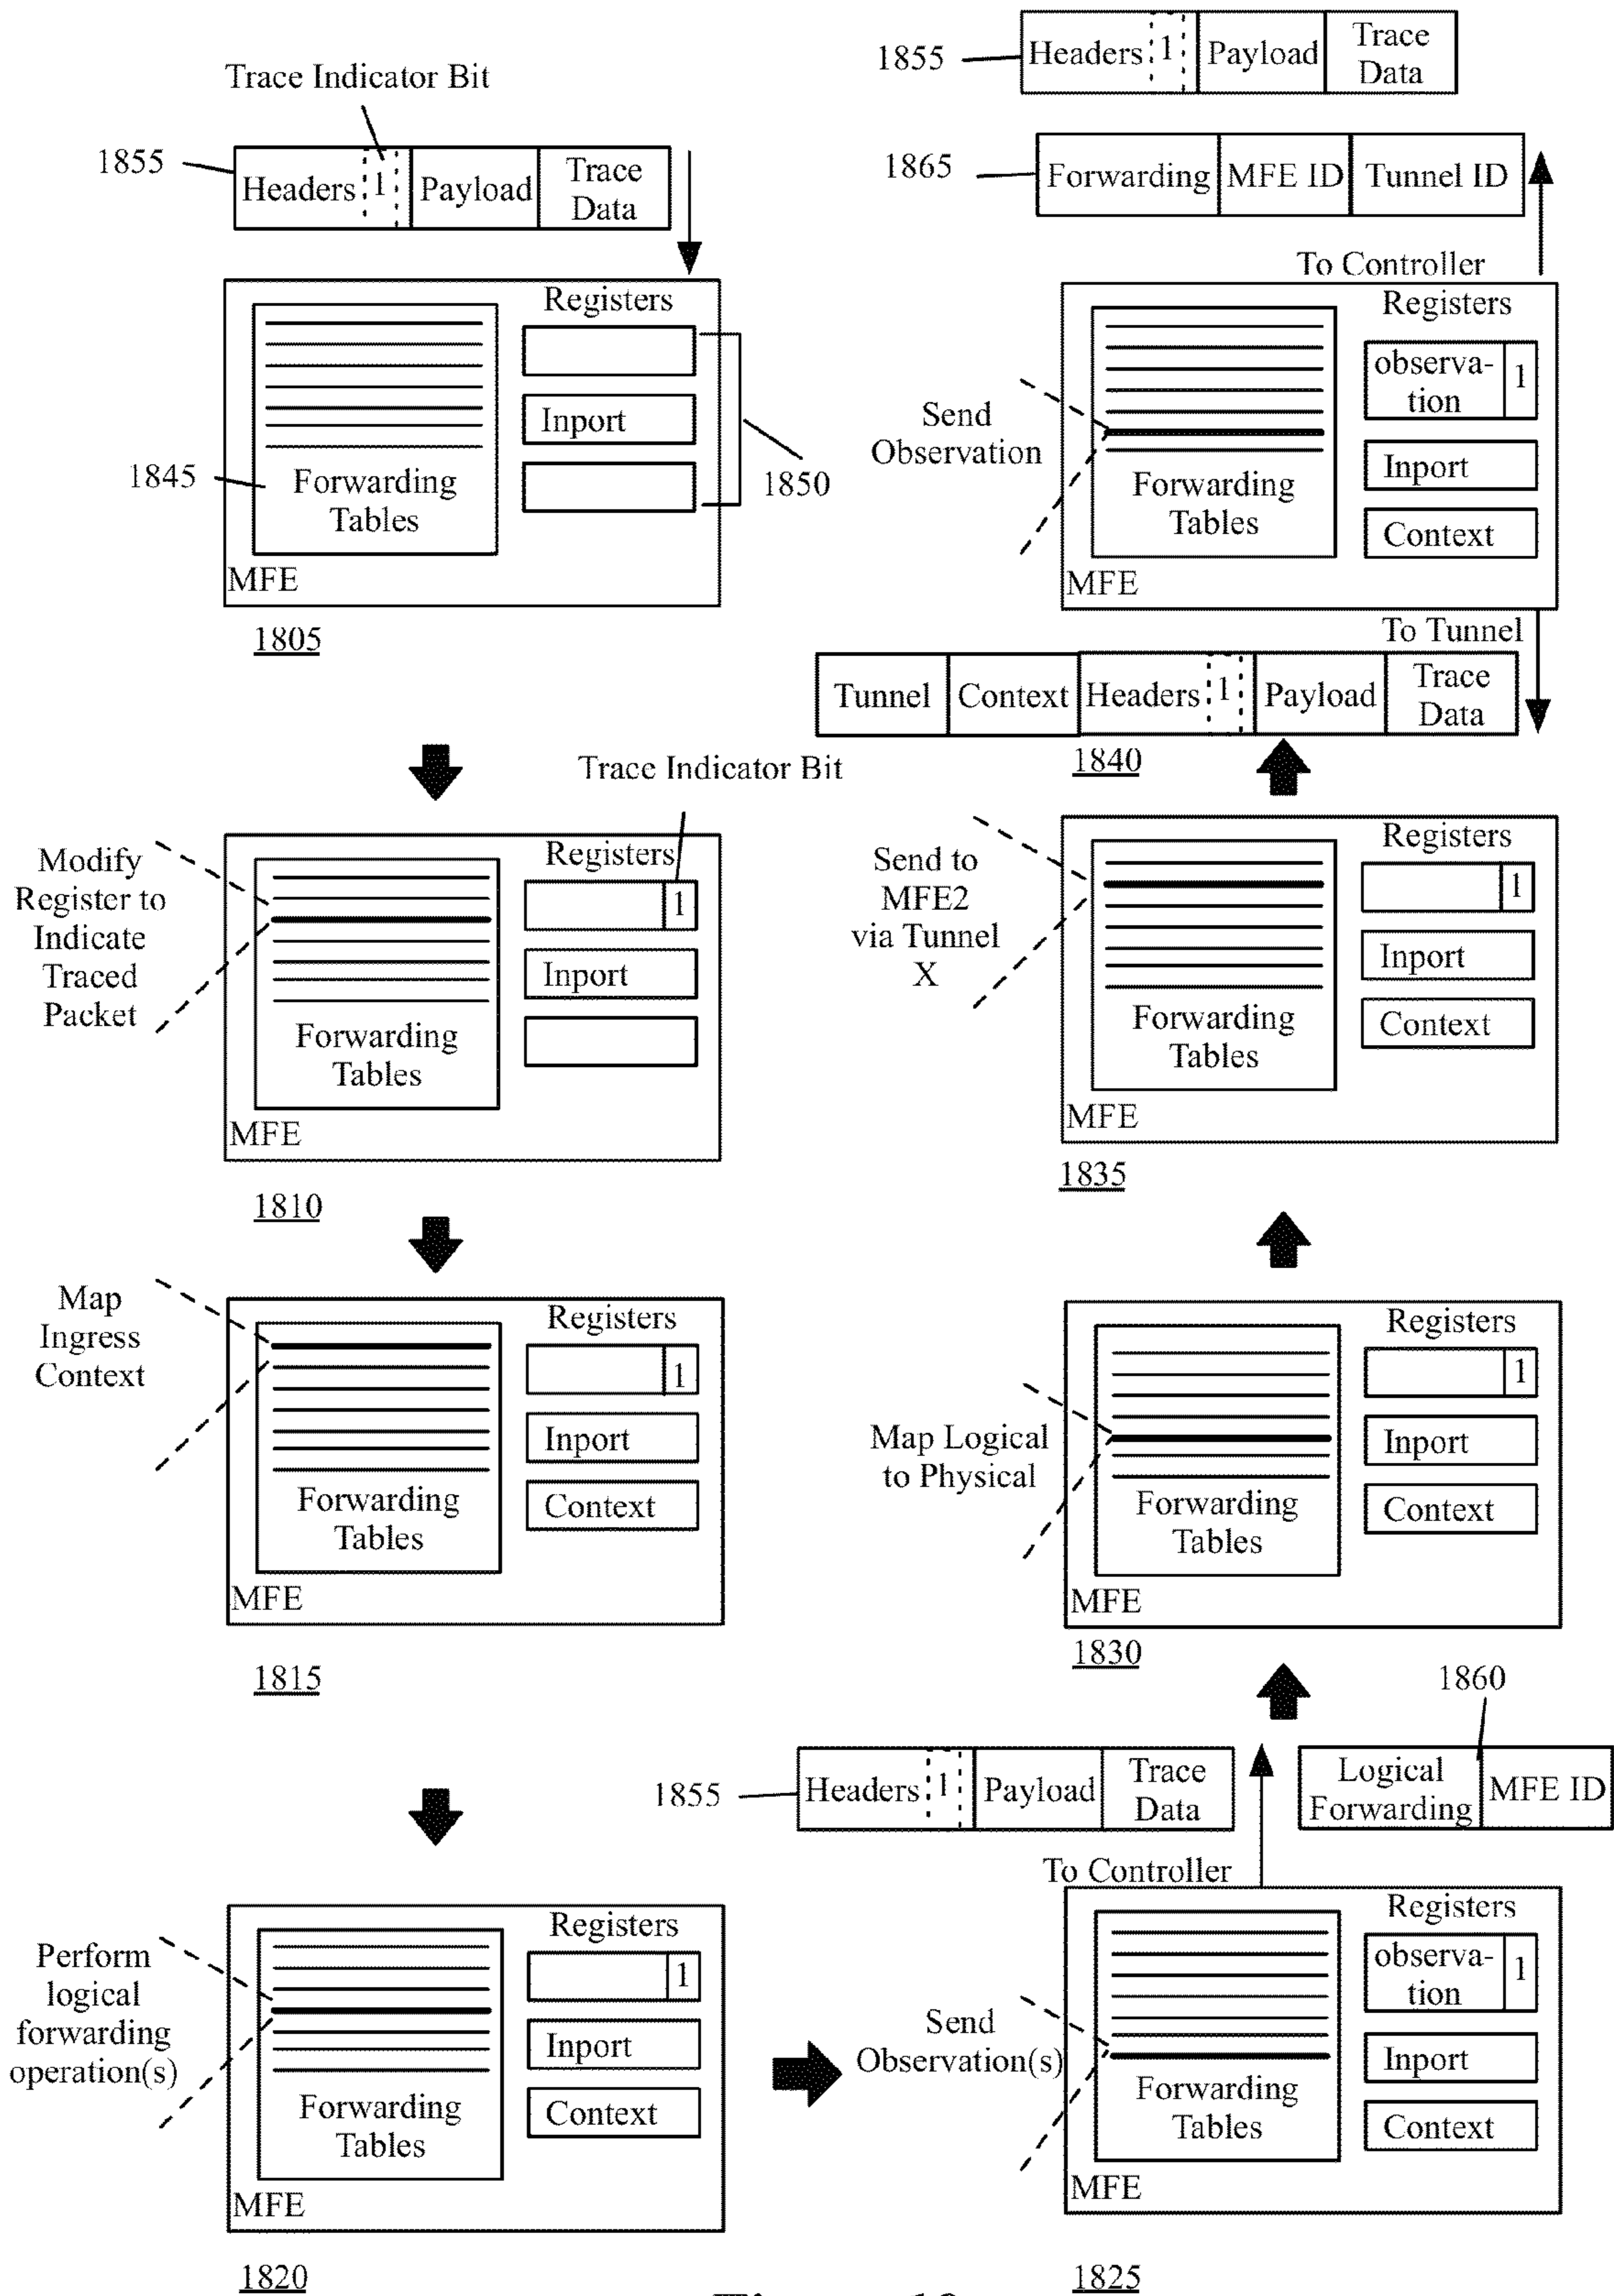 Trace Indicator Bit
1855
Headers 1 Payload Trace Data
Registers
Inport
1850
1845
Forwarding
Tables
MFE
1805
Trace Indicator Bit
Modify
Register to
Indicate
Traced
Packet
Registers
1
Inport
Forwarding
Tables
MFE
1810
Map
Ingress
Context
Registers
1
Inport
Context
Forwarding
Tables
MFE
1815
Perform
logical
forwarding
operation(s)
Registers
1
Inport
Context
Forwarding
Tables
MFE
1820
1855
Headers 1 Payload Trace Data
1860
Logical
Forwarding
MFE ID
To Controller
Send
Observation(s)
Registers
observa-
tion
1
Inport
Context
Forwarding
Tables
MFE
1825
Map Logical
to Physical
Registers
1
Inport
Context
Forwarding
Tables
MFE
1830
Send to
MFE2
via Tunnel
X
Registers
1
Inport
Context
Forwarding
Tables
MFE
1835
1855
Headers 1 Payload Trace Data
1865
Forwarding MFE ID Tunnel ID
To Controller
Send
Observation
Registers
observa-
tion
1
Inport
Context
Forwarding
Tables
MFE
To Tunnel
Tunnel Context Headers 1 Payload Trace Data
1840